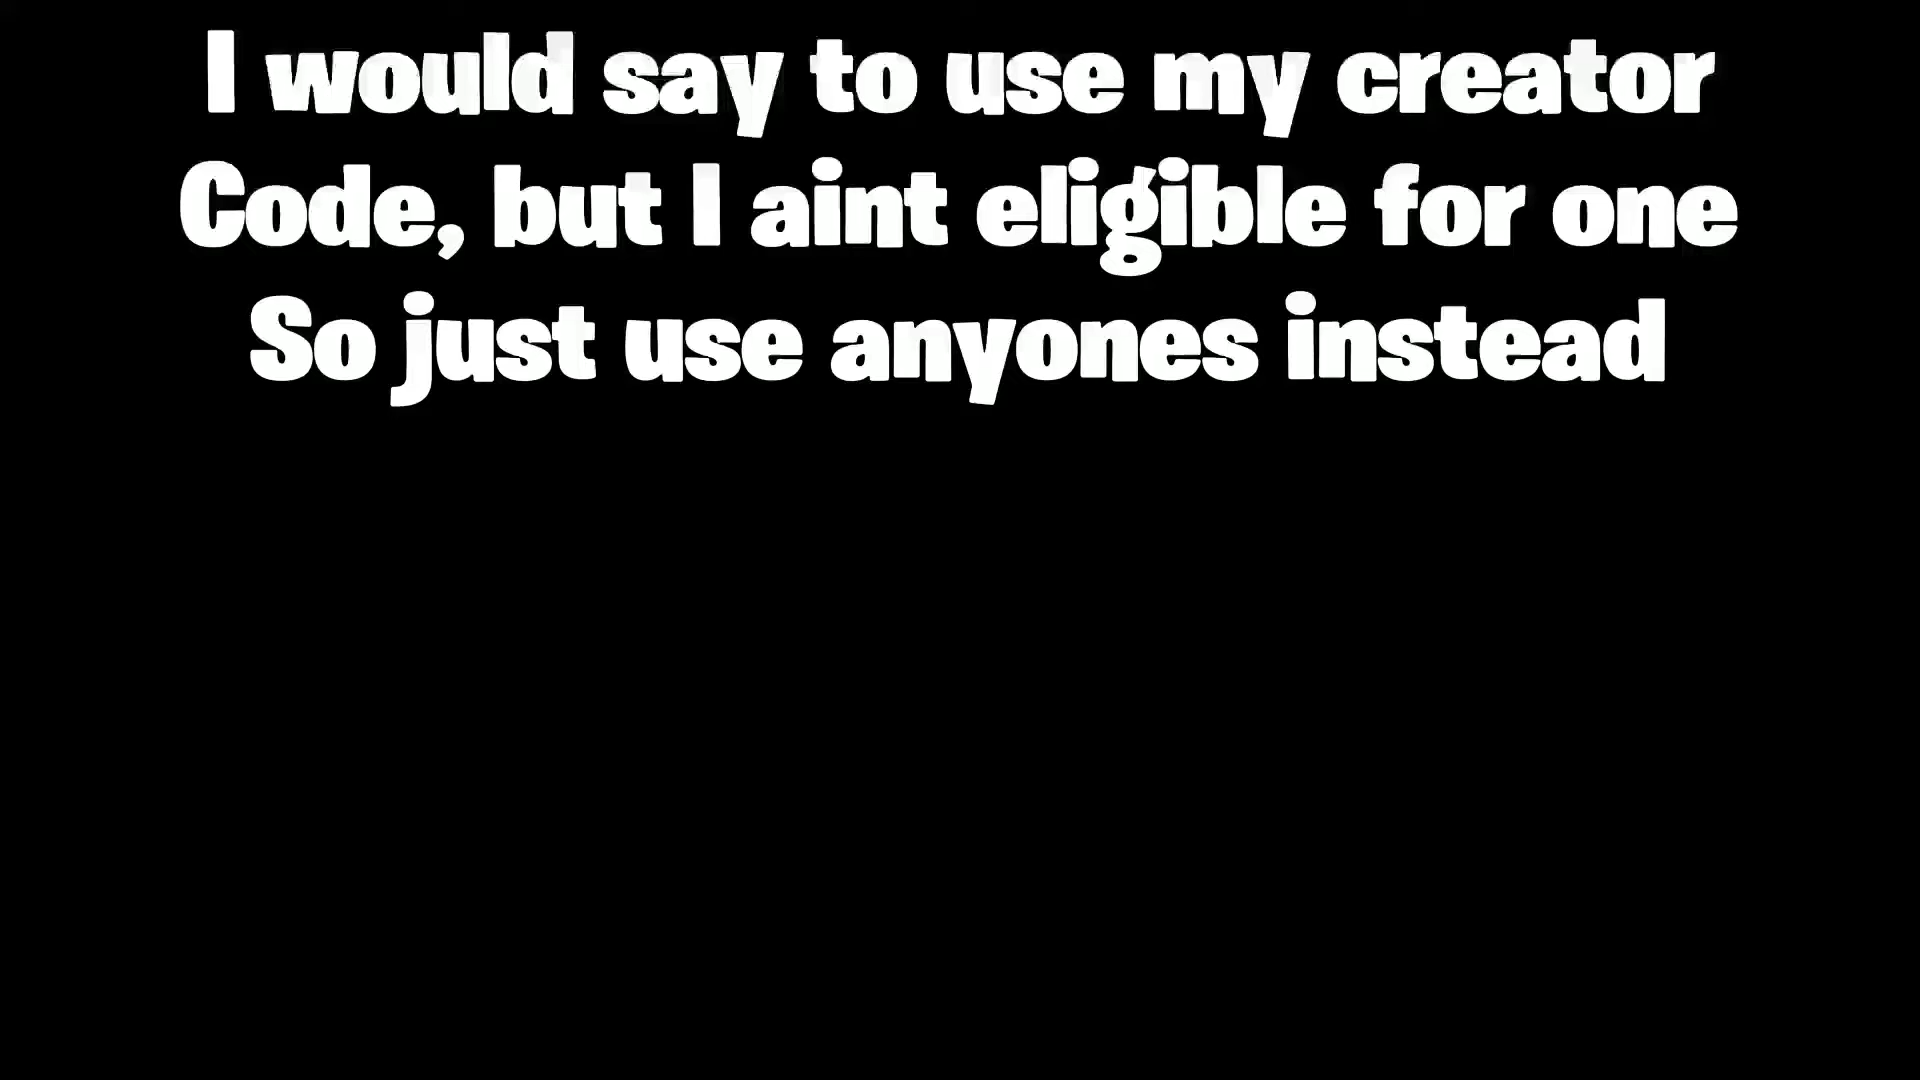 I would say to use my creator
Code, but I aint eligible for one
So just use anyones instead